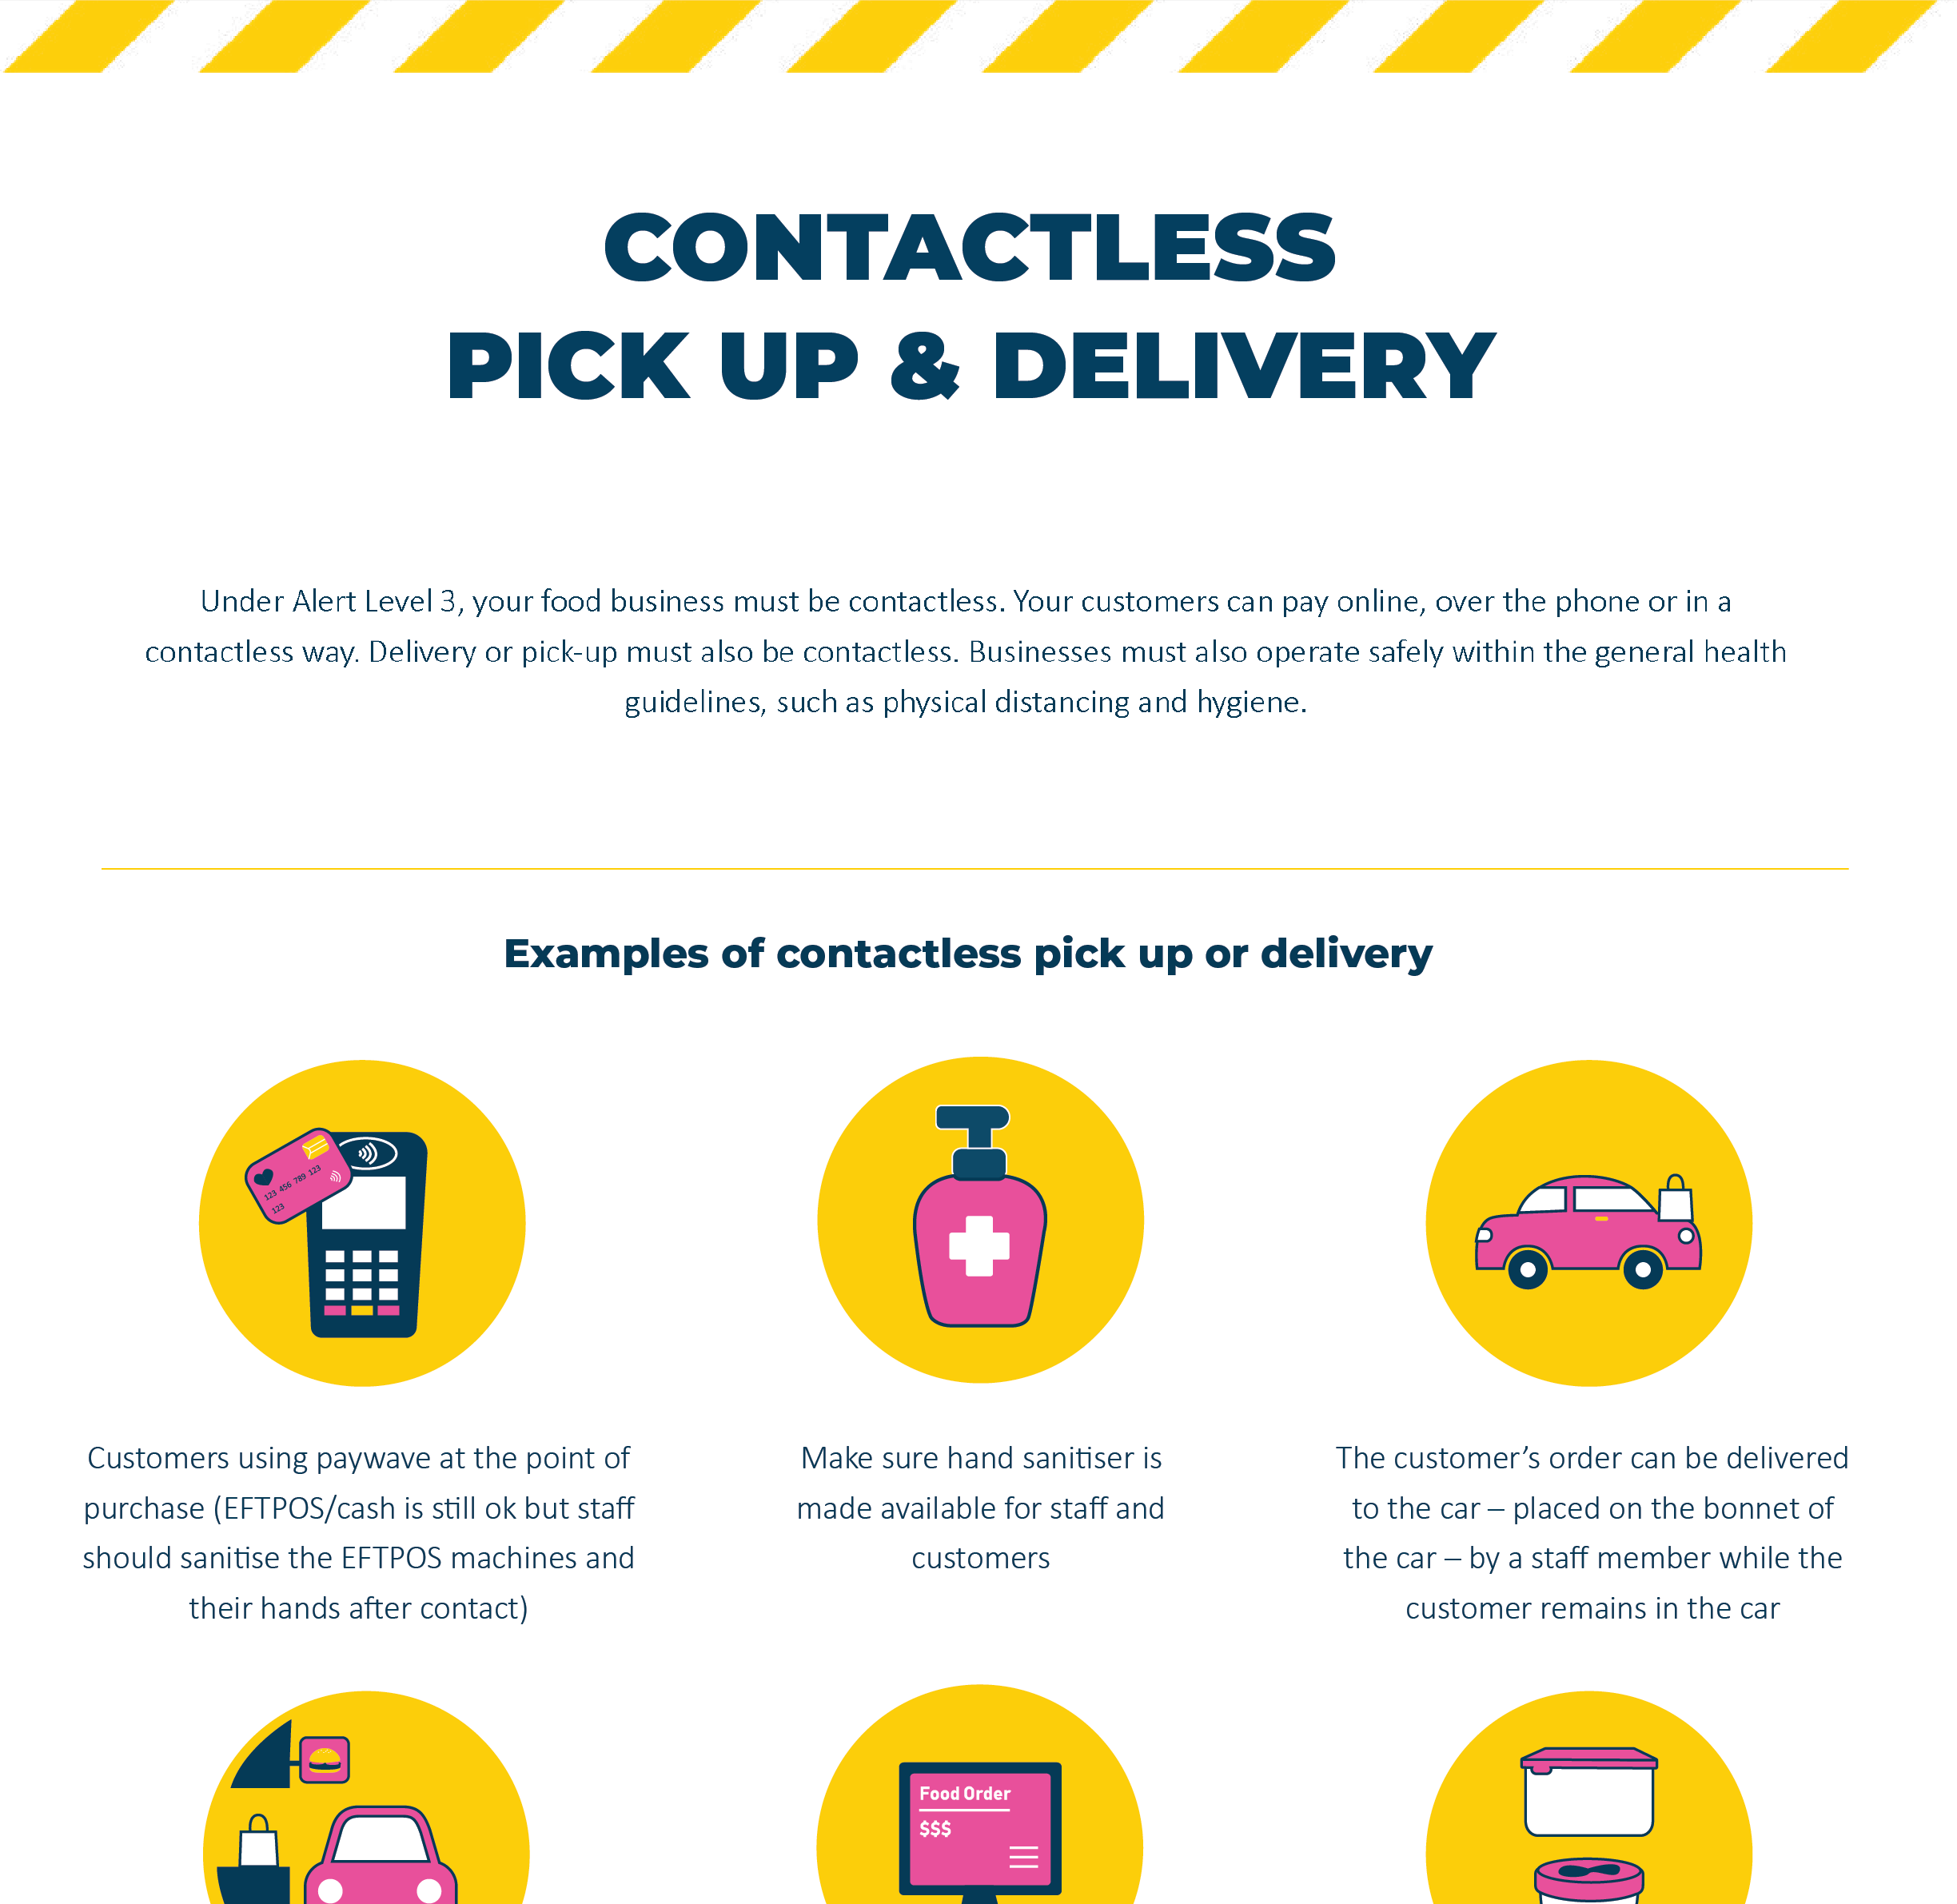 CONTACTLESS
PICK UP & DELIVERY
Under Alert Level 3, your food business must be contactless. Your customers can pay online, over the phone or in a
contactless way. Delivery or pick-up must also be contactless. Businesses must also operate safely within the general health
guidelines, such as physical distancing and hygiene.
Examples of contactless pick up or delivery
123 456 789 123
123
Customers using paywave at the point of
purchase (EFTPOS/cash is still ok but staff
should sanitise the EFTPOS machines and
their hands after contact)
Make sure hand sanitiser is
made available for staff and
customers
The customer’s order can be delivered
to the car – placed on the bonnet of
the car – by a staff member while the
customer remains in the car
Food Order
$$$